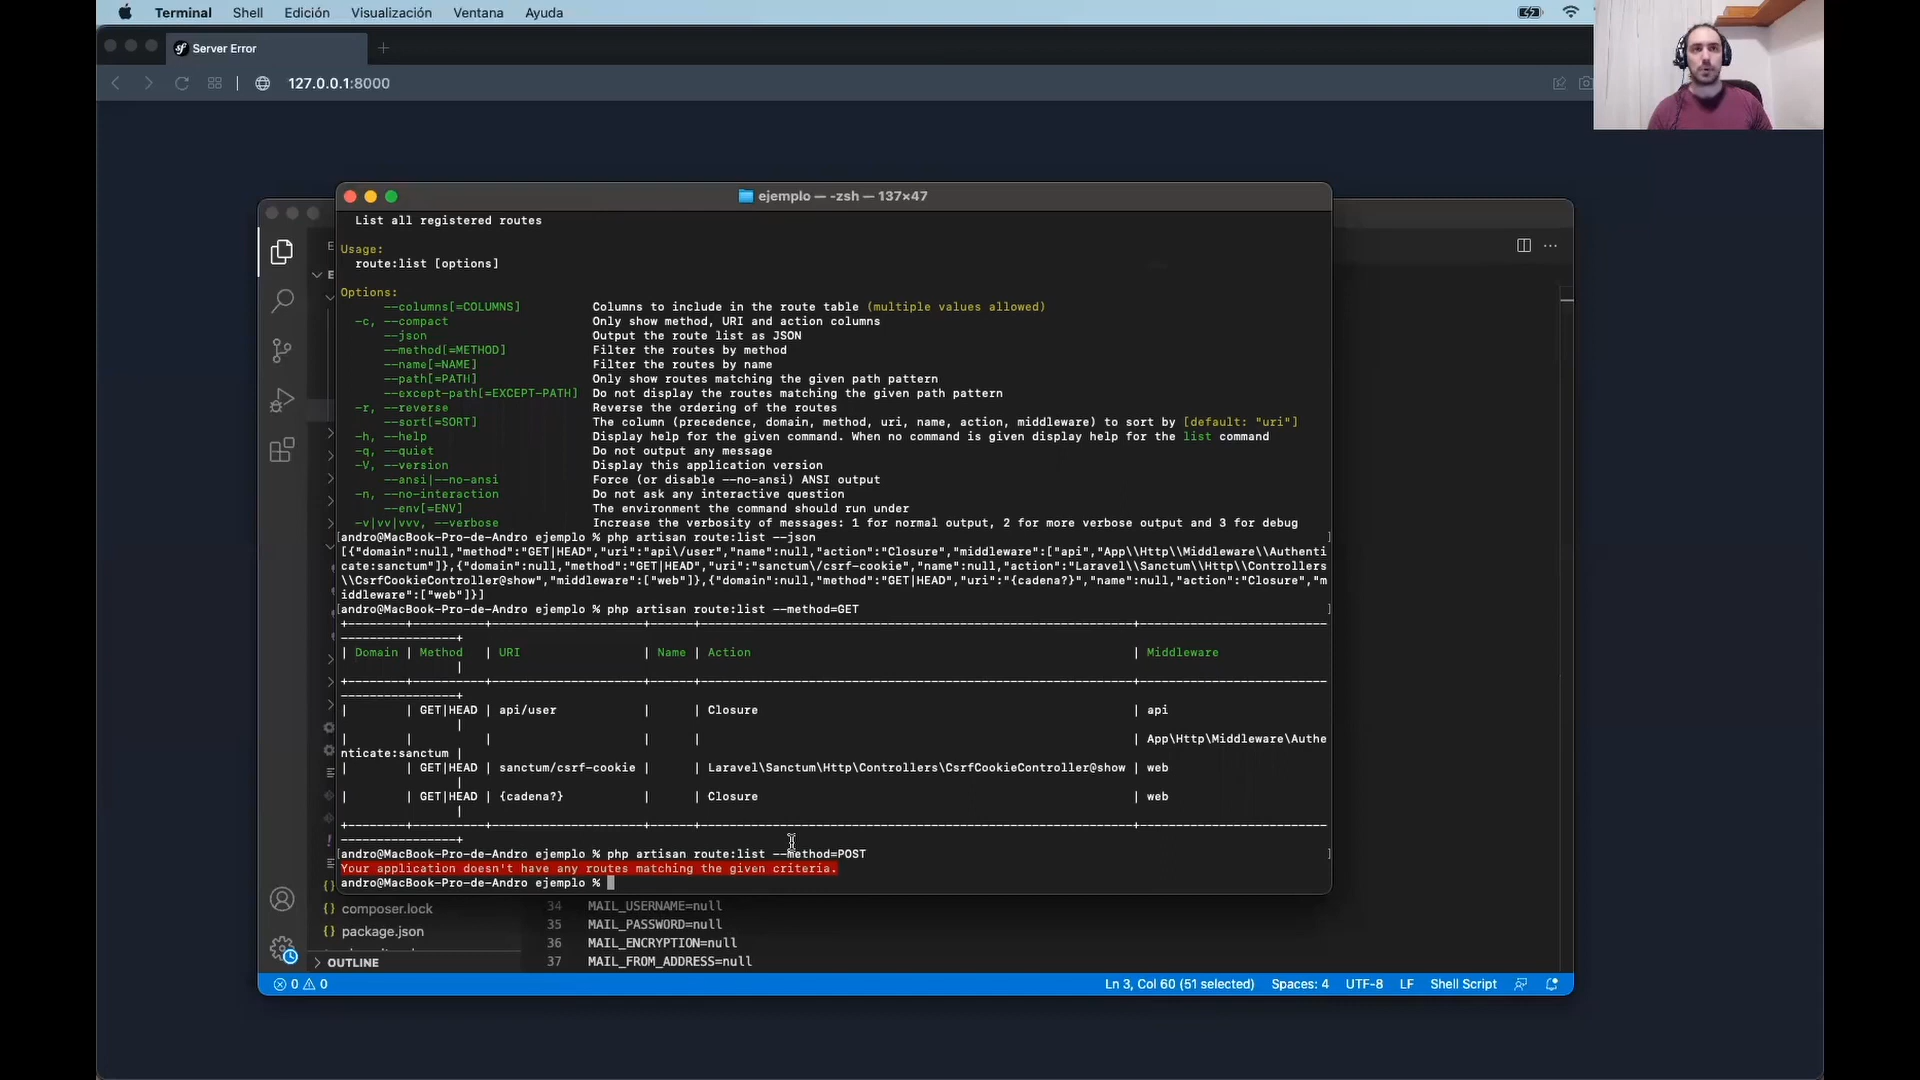 Terminal Shell Edición Visualización Ventana Ayuda
Server Error
127.0.0.1:8000
ejemplo — -zsh — 137×47
List all registered routes
Usage:
route:list [options]
Options:
--columns[=COLUMNS] Columns to include in the route table (multiple values allowed)
-c, --compact Only show method, URI and action columns
--json Output the route list as JSON
--method[=METHOD] Filter the routes by method
--name[=NAME] Filter the routes by name
--path[=PATH] Only show routes matching the given path pattern
--except-path[=EXCEPT-PATH] Do not display the routes matching the given path pattern
-r, --reverse Reverse the ordering of the routes
--sort[=SORT] The column (precedence, domain, method, uri, name, action, middleware) to sort by [default: "uri"]
-h, --help Display help for the given command. When no command is given display help for the list command
-q, --quiet Do not output any message
-V, --version Display this application version
--ansi|--no-ansi Force (or disable --no-ansi) ANSI output
-n, --no-interaction Do not ask any interactive question
--env[=ENV] The environment the command should run under
-v|vv|vvv, --verbose Increase the verbosity of messages: 1 for normal output, 2 for more verbose output and 3 for debug
[andro@MacBook-Pro-de-Andro ejemplo % php artisan route:list --json
[{"domain":null,"method":"GET|HEAD","uri":"api\/user","name":null,"action":"Closure","middleware":["api","App\\Http\\Middleware\\Authenti
cate:sanctum"]},{"domain":null,"method":"GET|HEAD","uri":"sanctum\/csrf-cookie","name":null,"action":"Laravel\\Sanctum\\Http\\Controllers
\\CsrfCookieController@show","middleware":["web"]},{"domain":null,"method":"GET|HEAD","uri":"{cadena?}","name":null,"action":"Closure","m
iddleware":["web"]}]
[andro@MacBook-Pro-de-Andro ejemplo % php artisan route:list --method=GET ]
| Domain | Method | URI | Name | Action | Middleware
|
| | GET|HEAD | api/user | | Closure | api
|
| | | | | | App\Http\Middleware\Authe
nticate:sanctum |
| | GET|HEAD | sanctum/csrf-cookie | | Laravel\Sanctum\Http\Controllers\CsrfCookieController@show | web
|
| | GET|HEAD | {cadena?} | | Closure | web
|
[andro@MacBook-Pro-de-Andro ejemplo % php artisan route:list --method=POST ]
Your application doesn't have any routes matching the given criteria.
andro@MacBook-Pro-de-Andro ejemplo %
composer.lock
package.json
OUTLINE
34 MAIL_USERNAME=null
35 MAIL_PASSWORD=null
36 MAIL_ENCRYPTION=null
37 MAIL_FROM_ADDRESS=null
0 0 Ln 3, Col 60 (51 selected) Spaces: 4 UTF-8 LF Shell Script